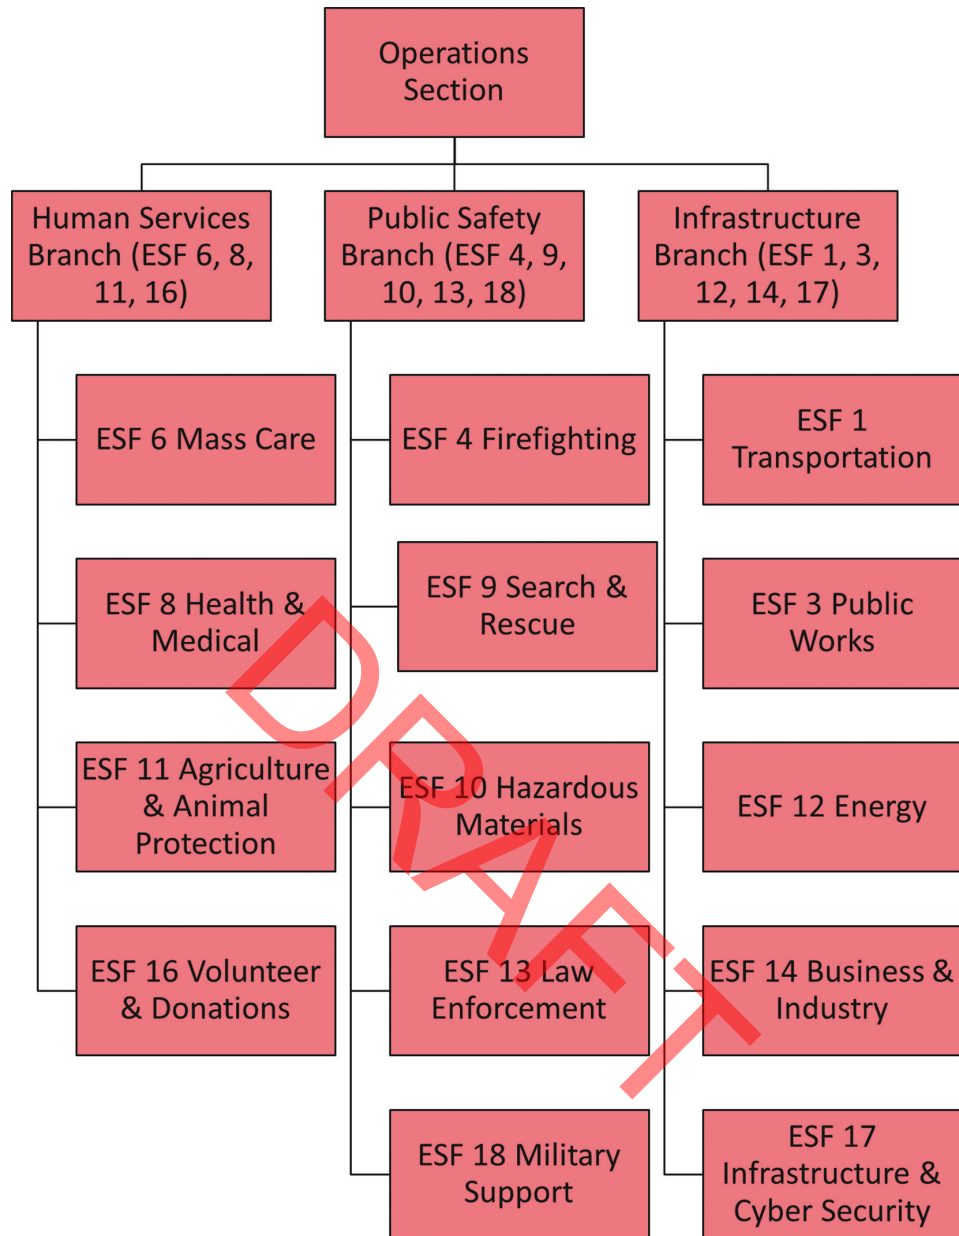 Operations
Section
Human Services
Branch (ESF 6, 8,
11, 16)
Public Safety
Branch (ESF 4, 9,
10, 13, 18)
Infrastructure
Branch (ESF 1, 3,
12, 14, 17)
ESF 6 Mass Care
ESF 8 Health &
Medical
ESF 11 Agriculture
& Animal
Protection
ESF 16 Volunteer
& Donations
ESF 4 Firefighting
ESF 9 Search &
Rescue
ESF 10 Hazardous
Materials
ESF 13 Law
Enforcement
ESF 18 Military
Support
ESF 1
Transportation
ESF 3 Public
Works
ESF 12 Energy
ESF 14 Business &
Industry
ESF 17
Infrastructure &
Cyber Security
DRAFT